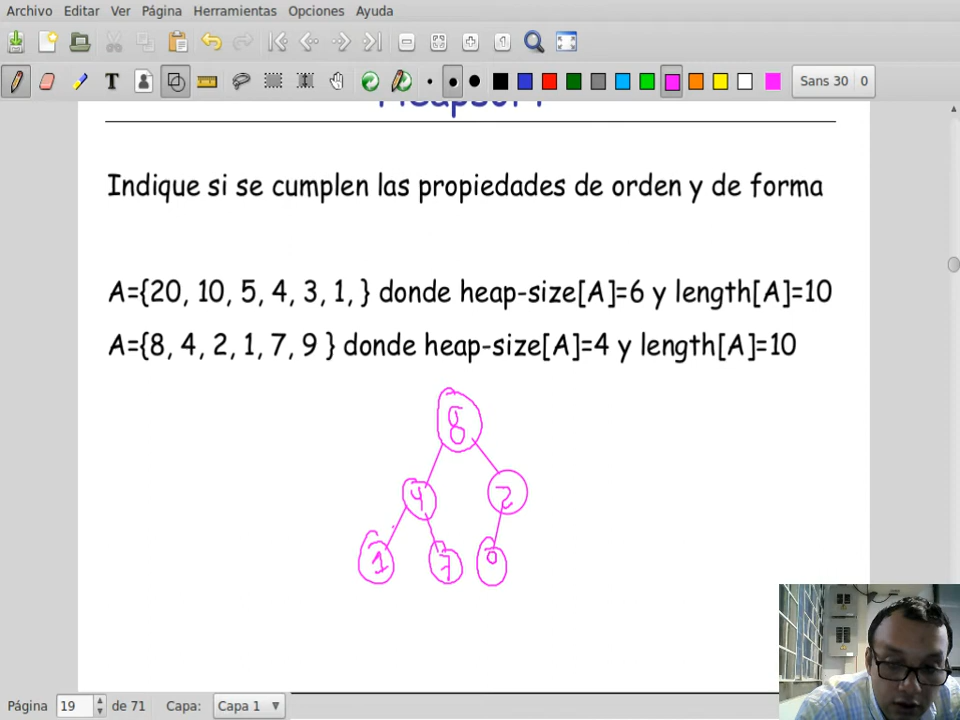 Archivo Editar Ver Página Herramientas Opciones Ayuda
T Sans 30 0
Heapsort
Indique si se cumplen las propiedades de orden y de forma
A={20, 10, 5, 4, 3, 1, } donde heap-size[A]=6 y length[A]=10
A={8, 4, 2, 1, 7, 9 } donde heap-size[A]=4 y length[A]=10
8
4 2
1 7 9
Página 19 de 71 Capa: Capa 1